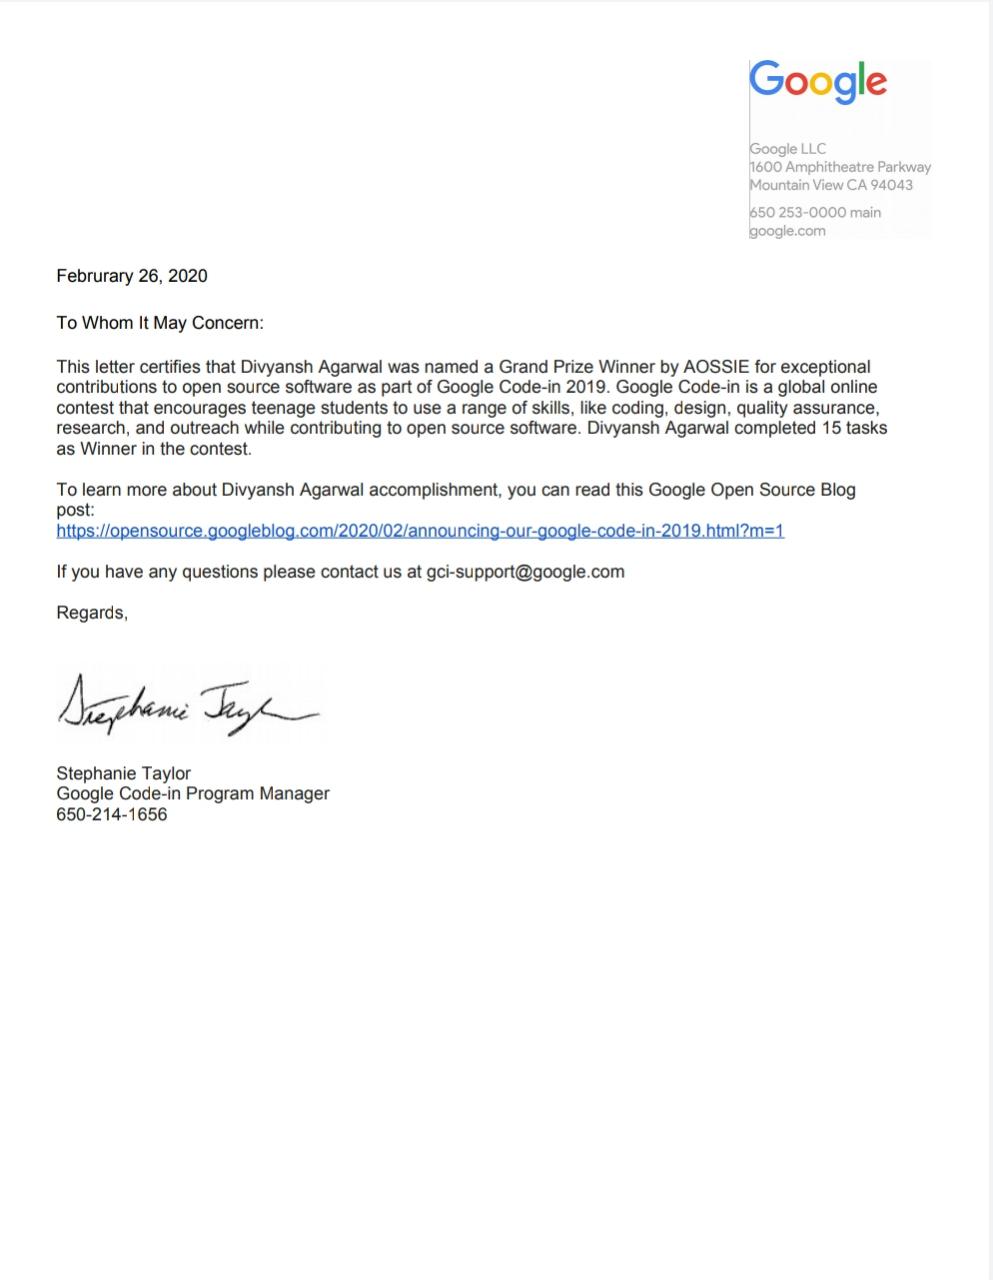 Google
Google LLC
1600 Amphitheatre Parkway
Mountain View CA 94043
650 253-0000 main
google.com
Februrary 26, 2020
To Whom It May Concern:
This letter certifies that Divyansh Agarwal was named a Grand Prize Winner by AOSSIE for exceptional
contributions to open source software as part of Google Code-in 2019. Google Code-in is a global online
contest that encourages teenage students to use a range of skills, like coding, design, quality assurance,
research, and outreach while contributing to open source software. Divyansh Agarwal completed 15 tasks
as Winner in the contest.
To learn more about Divyansh Agarwal accomplishment, you can read this Google Open Source Blog
post:
https://opensource.googleblog.com/2020/02/announcing-our-google-code-in-2019.html?m=1
If you have any questions please contact us at gci-support@google.com
Regards,
Stephanie Taylor
Stephanie Taylor
Google Code-in Program Manager
650-214-1656